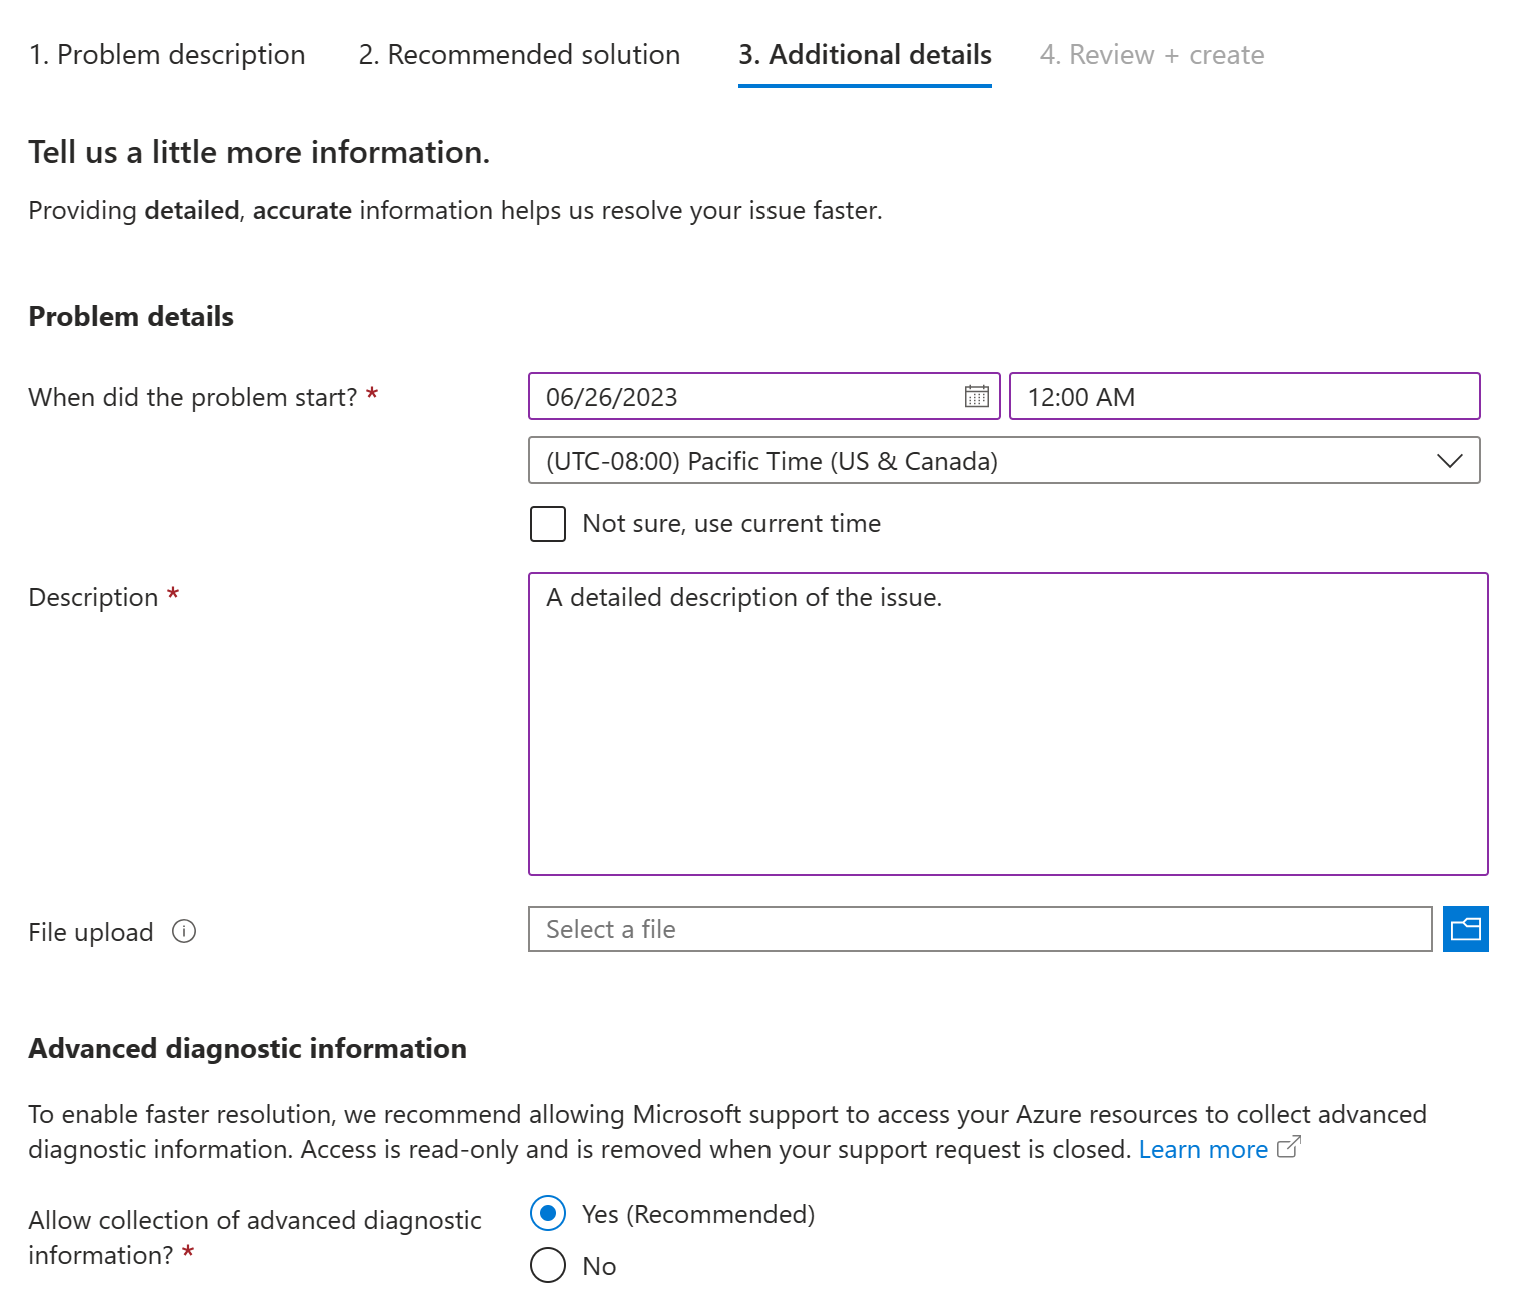 1. Problem description 2. Recommended solution 3. Additional details 4. Review + create
Tell us a little more information.
Providing detailed, accurate information helps us resolve your issue faster.
Problem details
When did the problem start? * 06/26/2023 12:00 AM
(UTC-08:00) Pacific Time (US & Canada)
Not sure, use current time
Description * A detailed description of the issue.
File upload Select a file
Advanced diagnostic information
To enable faster resolution, we recommend allowing Microsoft support to access your Azure resources to collect advanced
diagnostic information. Access is read-only and is removed when your support request is closed. Learn more
Allow collection of advanced diagnostic
information? *
Yes (Recommended)
No